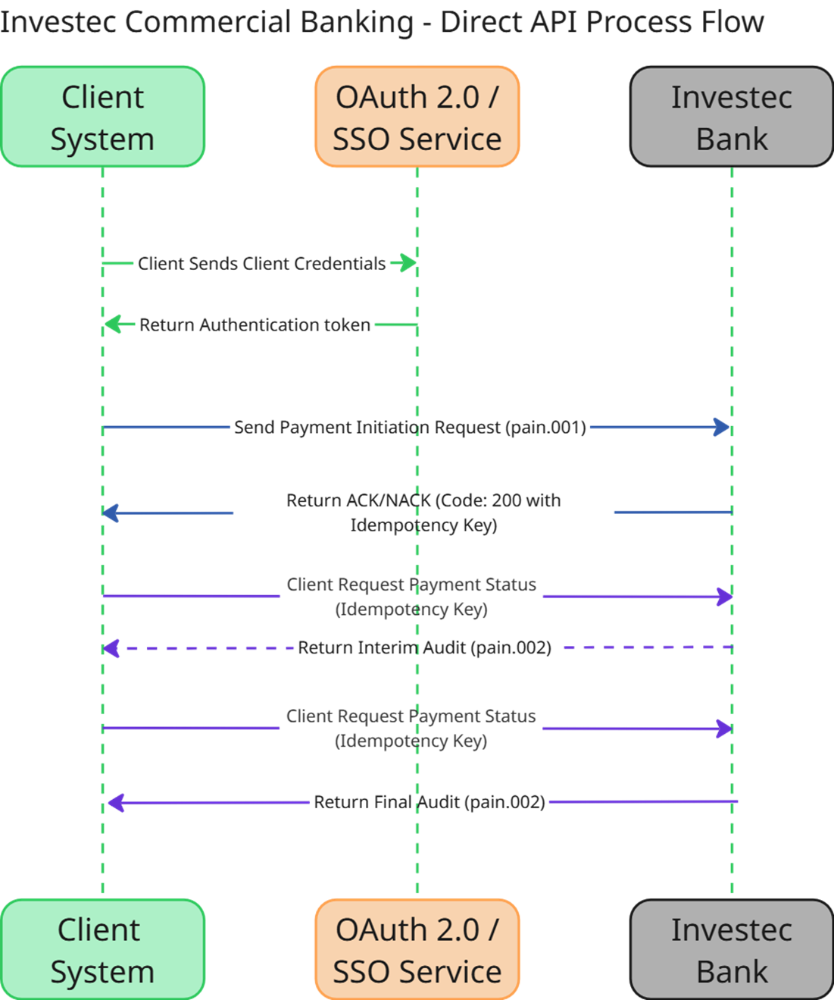 Investec Commercial Banking - Direct API Process Flow
Client
System
OAuth 2.0 /
SSO Service
Investec
Bank
Client Sends Client Credentials
Return Authentication token
Send Payment Initiation Request (pain.001)
Return ACK/NACK (Code: 200 with
Idempotency Key)
Client Request Payment Status
(Idempotency Key)
Return Interim Audit (pain.002)
Client Request Payment Status
(Idempotency Key)
Return Final Audit (pain.002)
Client
System
OAuth 2.0 /
SSO Service
Investec
Bank